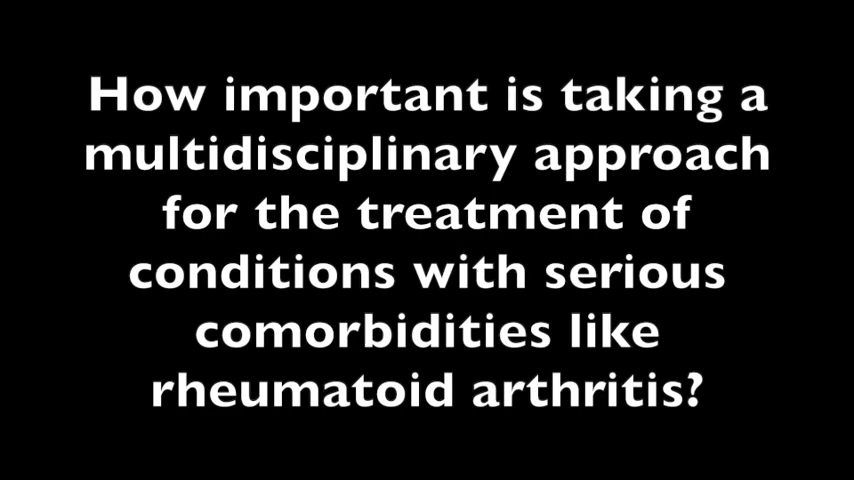 How important is taking a
multidisciplinary approach
for the treatment of
conditions with serious
comorbidities like
rheumatoid arthritis?